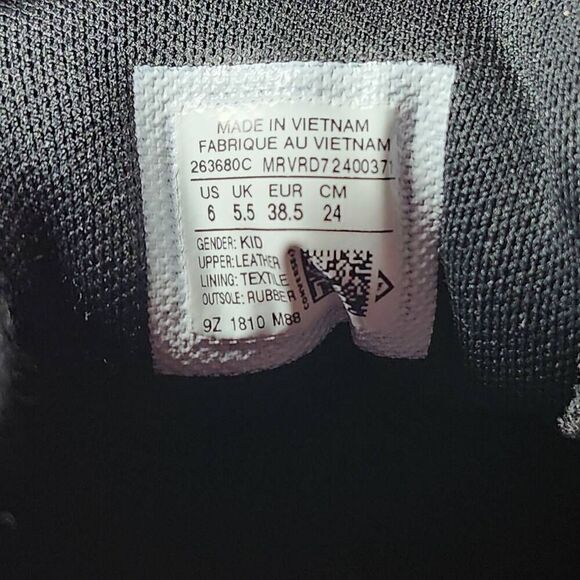 MADE IN VIETNAM
FABRIQUE AU VIETNAM
263680C MRVRD72400371
US UK EUR CM
6 5.5 38.5 24
GENDER: KID
UPPER: LEATHER
LINING: TEXTILE
OUTSOLE: RUBBER
9Z 1810 M88